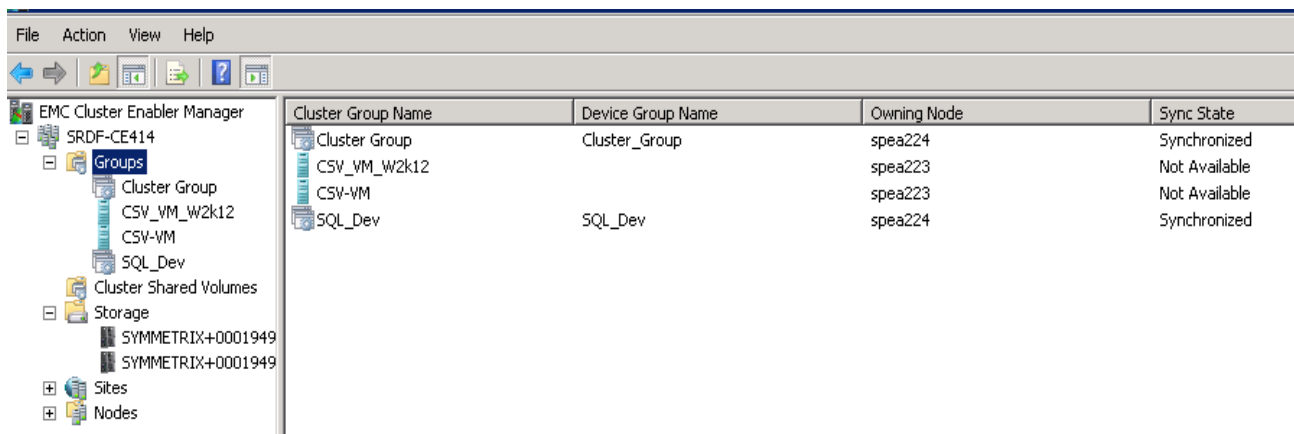 File Action View Help
EMC Cluster Enabler Manager
SRDF-CE414
Groups
Cluster Group
CSV_VM_W2k12
CSV-VM
SQL_Dev
Cluster Shared Volumes
Storage
SYMMETRIX+0001949
SYMMETRIX+0001949
Sites
Nodes
Cluster Group Name Device Group Name Owning Node Sync State
Cluster Group Cluster_Group spea224 Synchronized
CSV_VM_W2k12 spea223 Not Available
CSV-VM spea223 Not Available
SQL_Dev SQL_Dev spea224 Synchronized